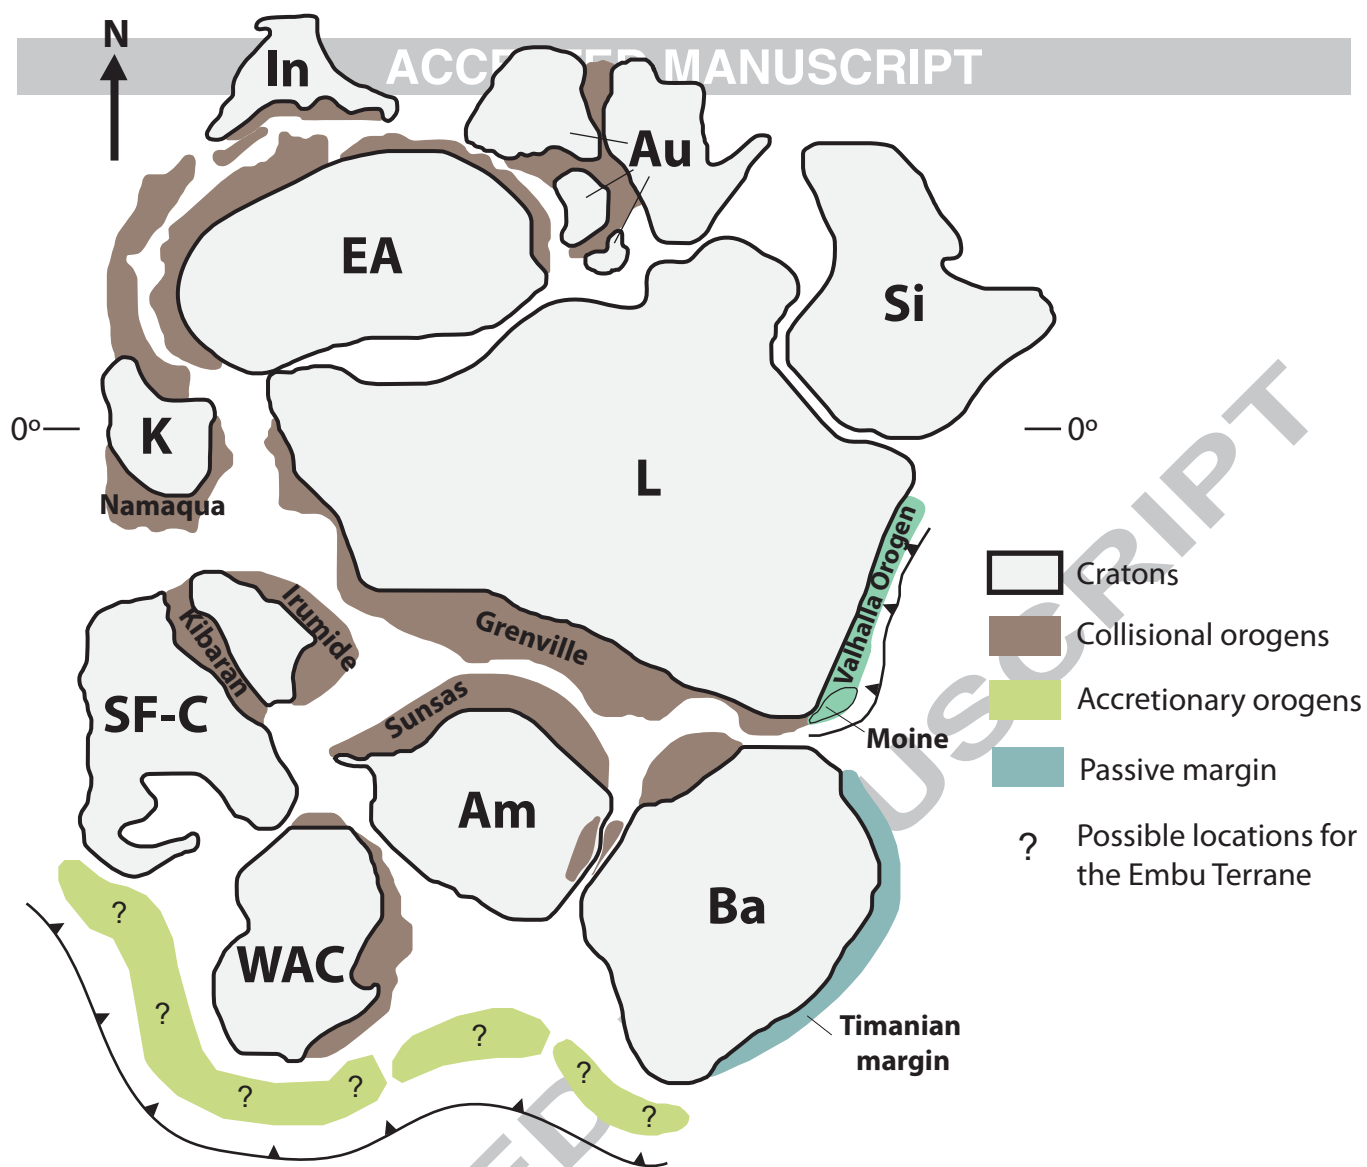 N
ACCEPTED MANUSCRIPT
In
Au
EA
Si
K
0º
0º
L
Namaqua
Valhalla Orogen
Cratons
Irumide
Kibaran
Grenville
Collisional orogens
Sunsas
SF-C
Accretionary orogens
Moine
Passive margin
Am
?
Possible locations for
the Embu Terrane
Ba
?
WAC
?
Timanian
margin
?
?
?
?
?
USCRIPT
ED